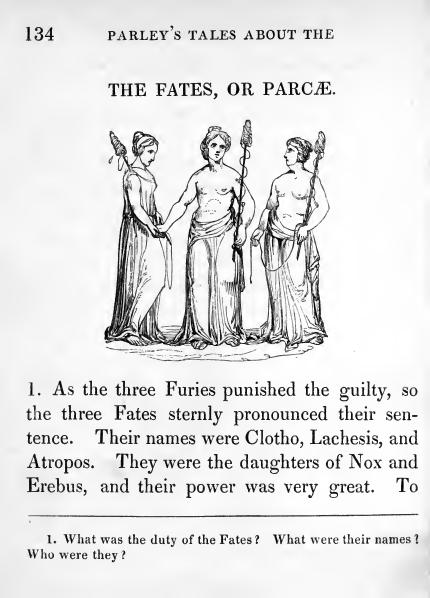 134 PARLEY'S TALES ABOUT THE
THE FATES, OR PARCÆ.
1. As the three Furies punished the guilty, so
the three Fates sternly pronounced their sen-
tence. Their names were Clotho, Lachesis, and
Atropos. They were the daughters of Nox and
Erebus, and their power was very great. To
1. What was the duty of the Fates? What were their names?
Who were they?